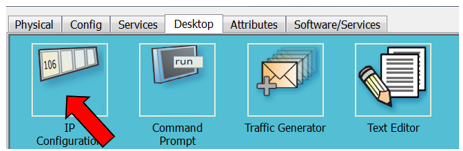 Physical Config Services Desktop Attributes Software/Services
106
run
IP Configuration
Command Prompt
Traffic Generator
Text Editor